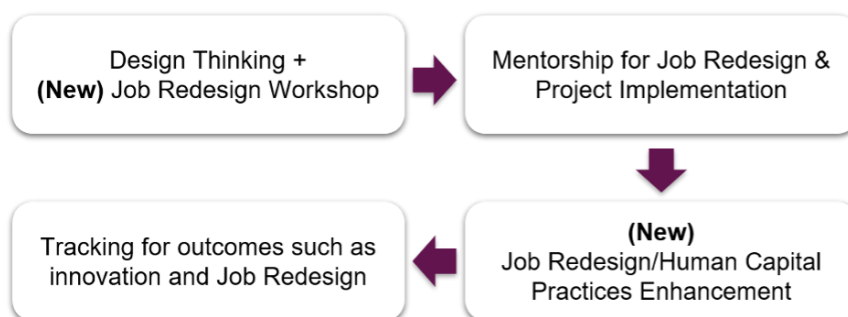 Design Thinking +
(New) Job Redesign Workshop
Mentorship for Job Redesign &
Project Implementation
(New)
Job Redesign/Human Capital
Practices Enhancement
Tracking for outcomes such as
innovation and Job Redesign